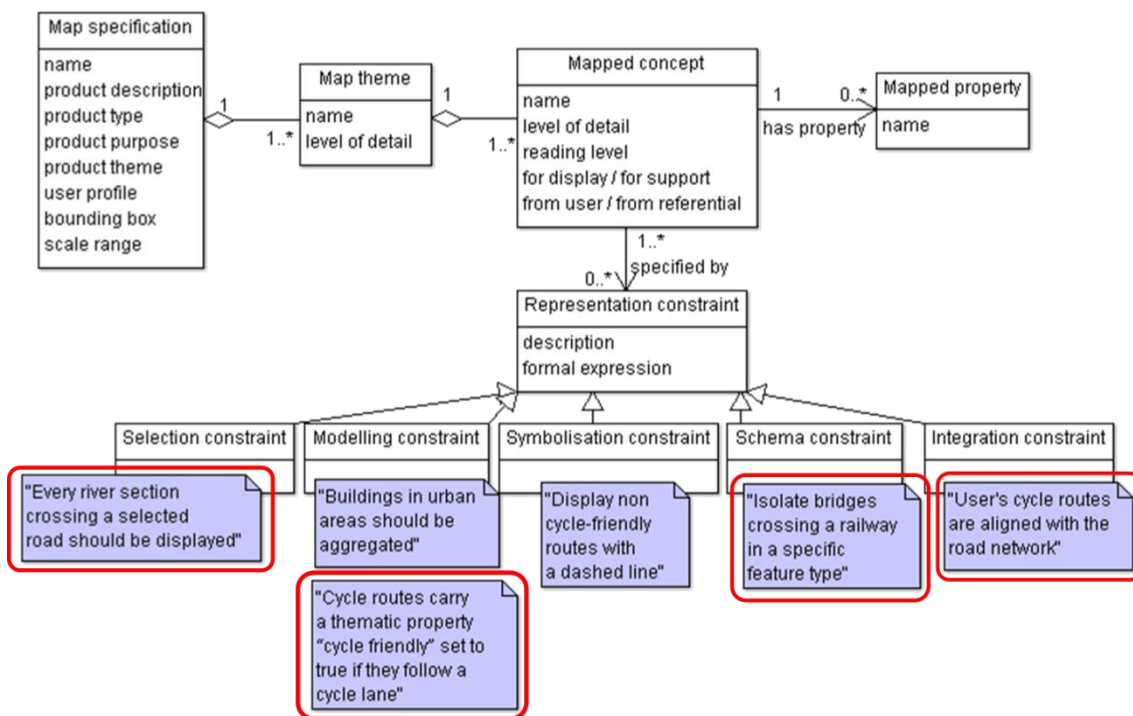 Map specification
name
product description
product type
product purpose
product theme
user profile
bounding box
scale range
1
1..*
Map theme
name
level of detail
1
1..*
Mapped concept
name
level of detail
reading level
for display / for support
from user / from referential
1
0..*
has property
Mapped property
name
1..*
specified by
0..*
Representation constraint
description
formal expression
Selection constraint
"Every river section
crossing a selected
road should be displayed"
Modelling constraint
"Buildings in urban
areas should be
aggregated"
"Cycle routes carry
a thematic property
“cycle friendly” set to
true if they follow a
cycle lane"
Symbolisation constraint
"Display non
cycle-friendly
routes with
a dashed line"
Schema constraint
"Isolate bridges
crossing a railway
in a specific
feature type"
Integration constraint
"User's cycle routes
are aligned with the
road network"